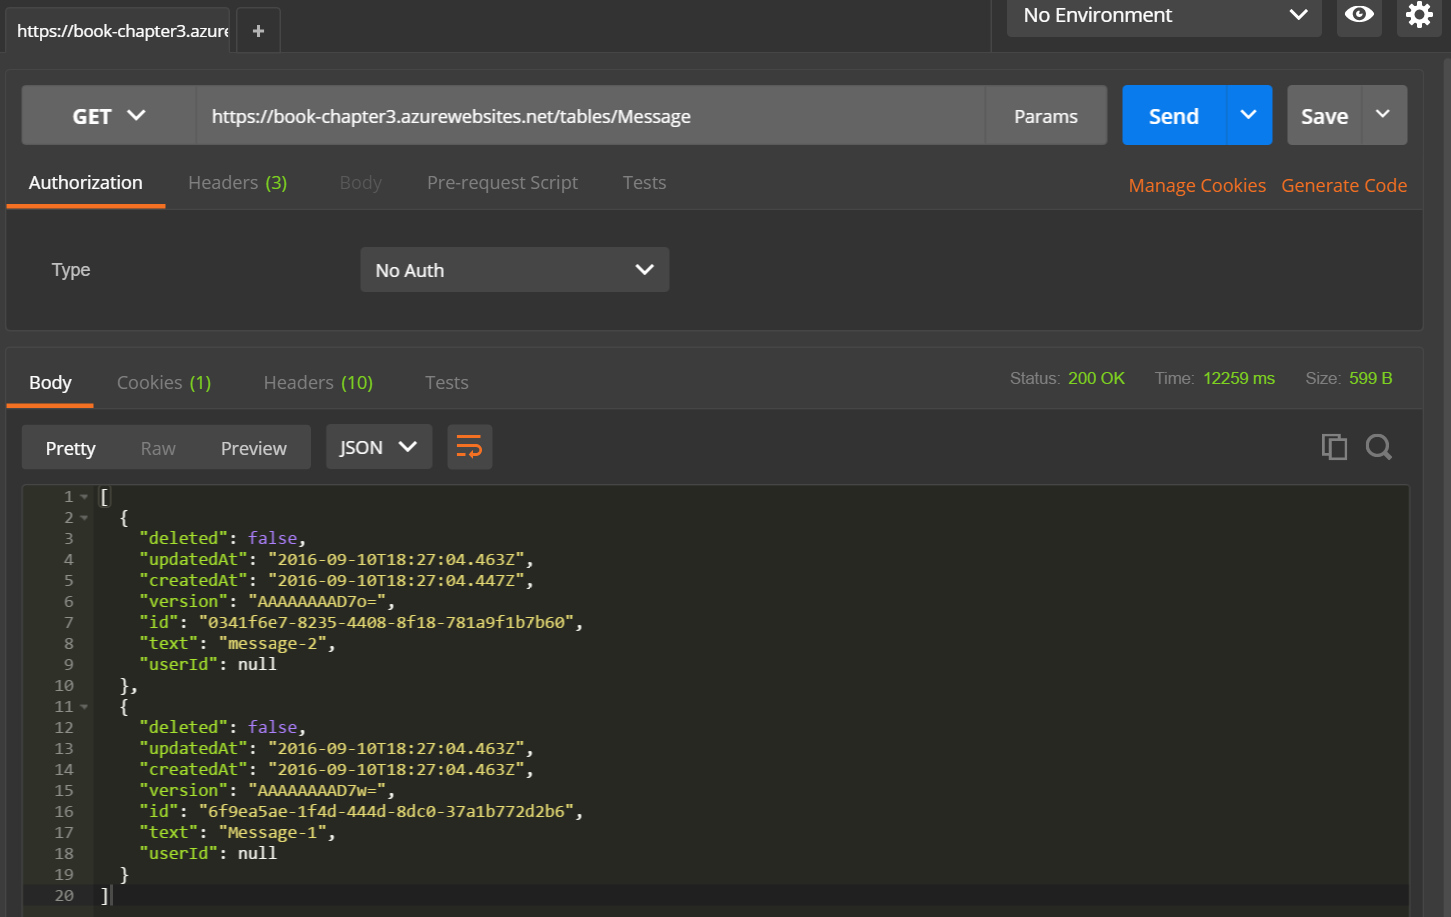 https://book-chapter3.azure
+
No Environment
GET https://book-chapter3.azurewebsites.net/tables/Message Params Send Save
Authorization Headers (3) Body Pre-request Script Tests Manage Cookies Generate Code
Type No Auth
Body Cookies (1) Headers (10) Tests Status: 200 OK Time: 12259 ms Size: 599 B
Pretty Raw Preview JSON
1 [
2 {
3 "deleted": false,
4 "updatedAt": "2016-09-10T18:27:04.463Z",
5 "createdAt": "2016-09-10T18:27:04.447Z",
6 "version": "AAAAAAAAD7o=",
7 "id": "0341f6e7-8235-4408-8f18-781a9f1b7b60",
8 "text": "message-2",
9 "userId": null
10 },
11 {
12 "deleted": false,
13 "updatedAt": "2016-09-10T18:27:04.463Z",
14 "createdAt": "2016-09-10T18:27:04.463Z",
15 "version": "AAAAAAAAD7w=",
16 "id": "6f9ea5ae-1f4d-444d-8dc0-37a1b772d2b6",
17 "text": "Message-1",
18 "userId": null
19 }
20 ]